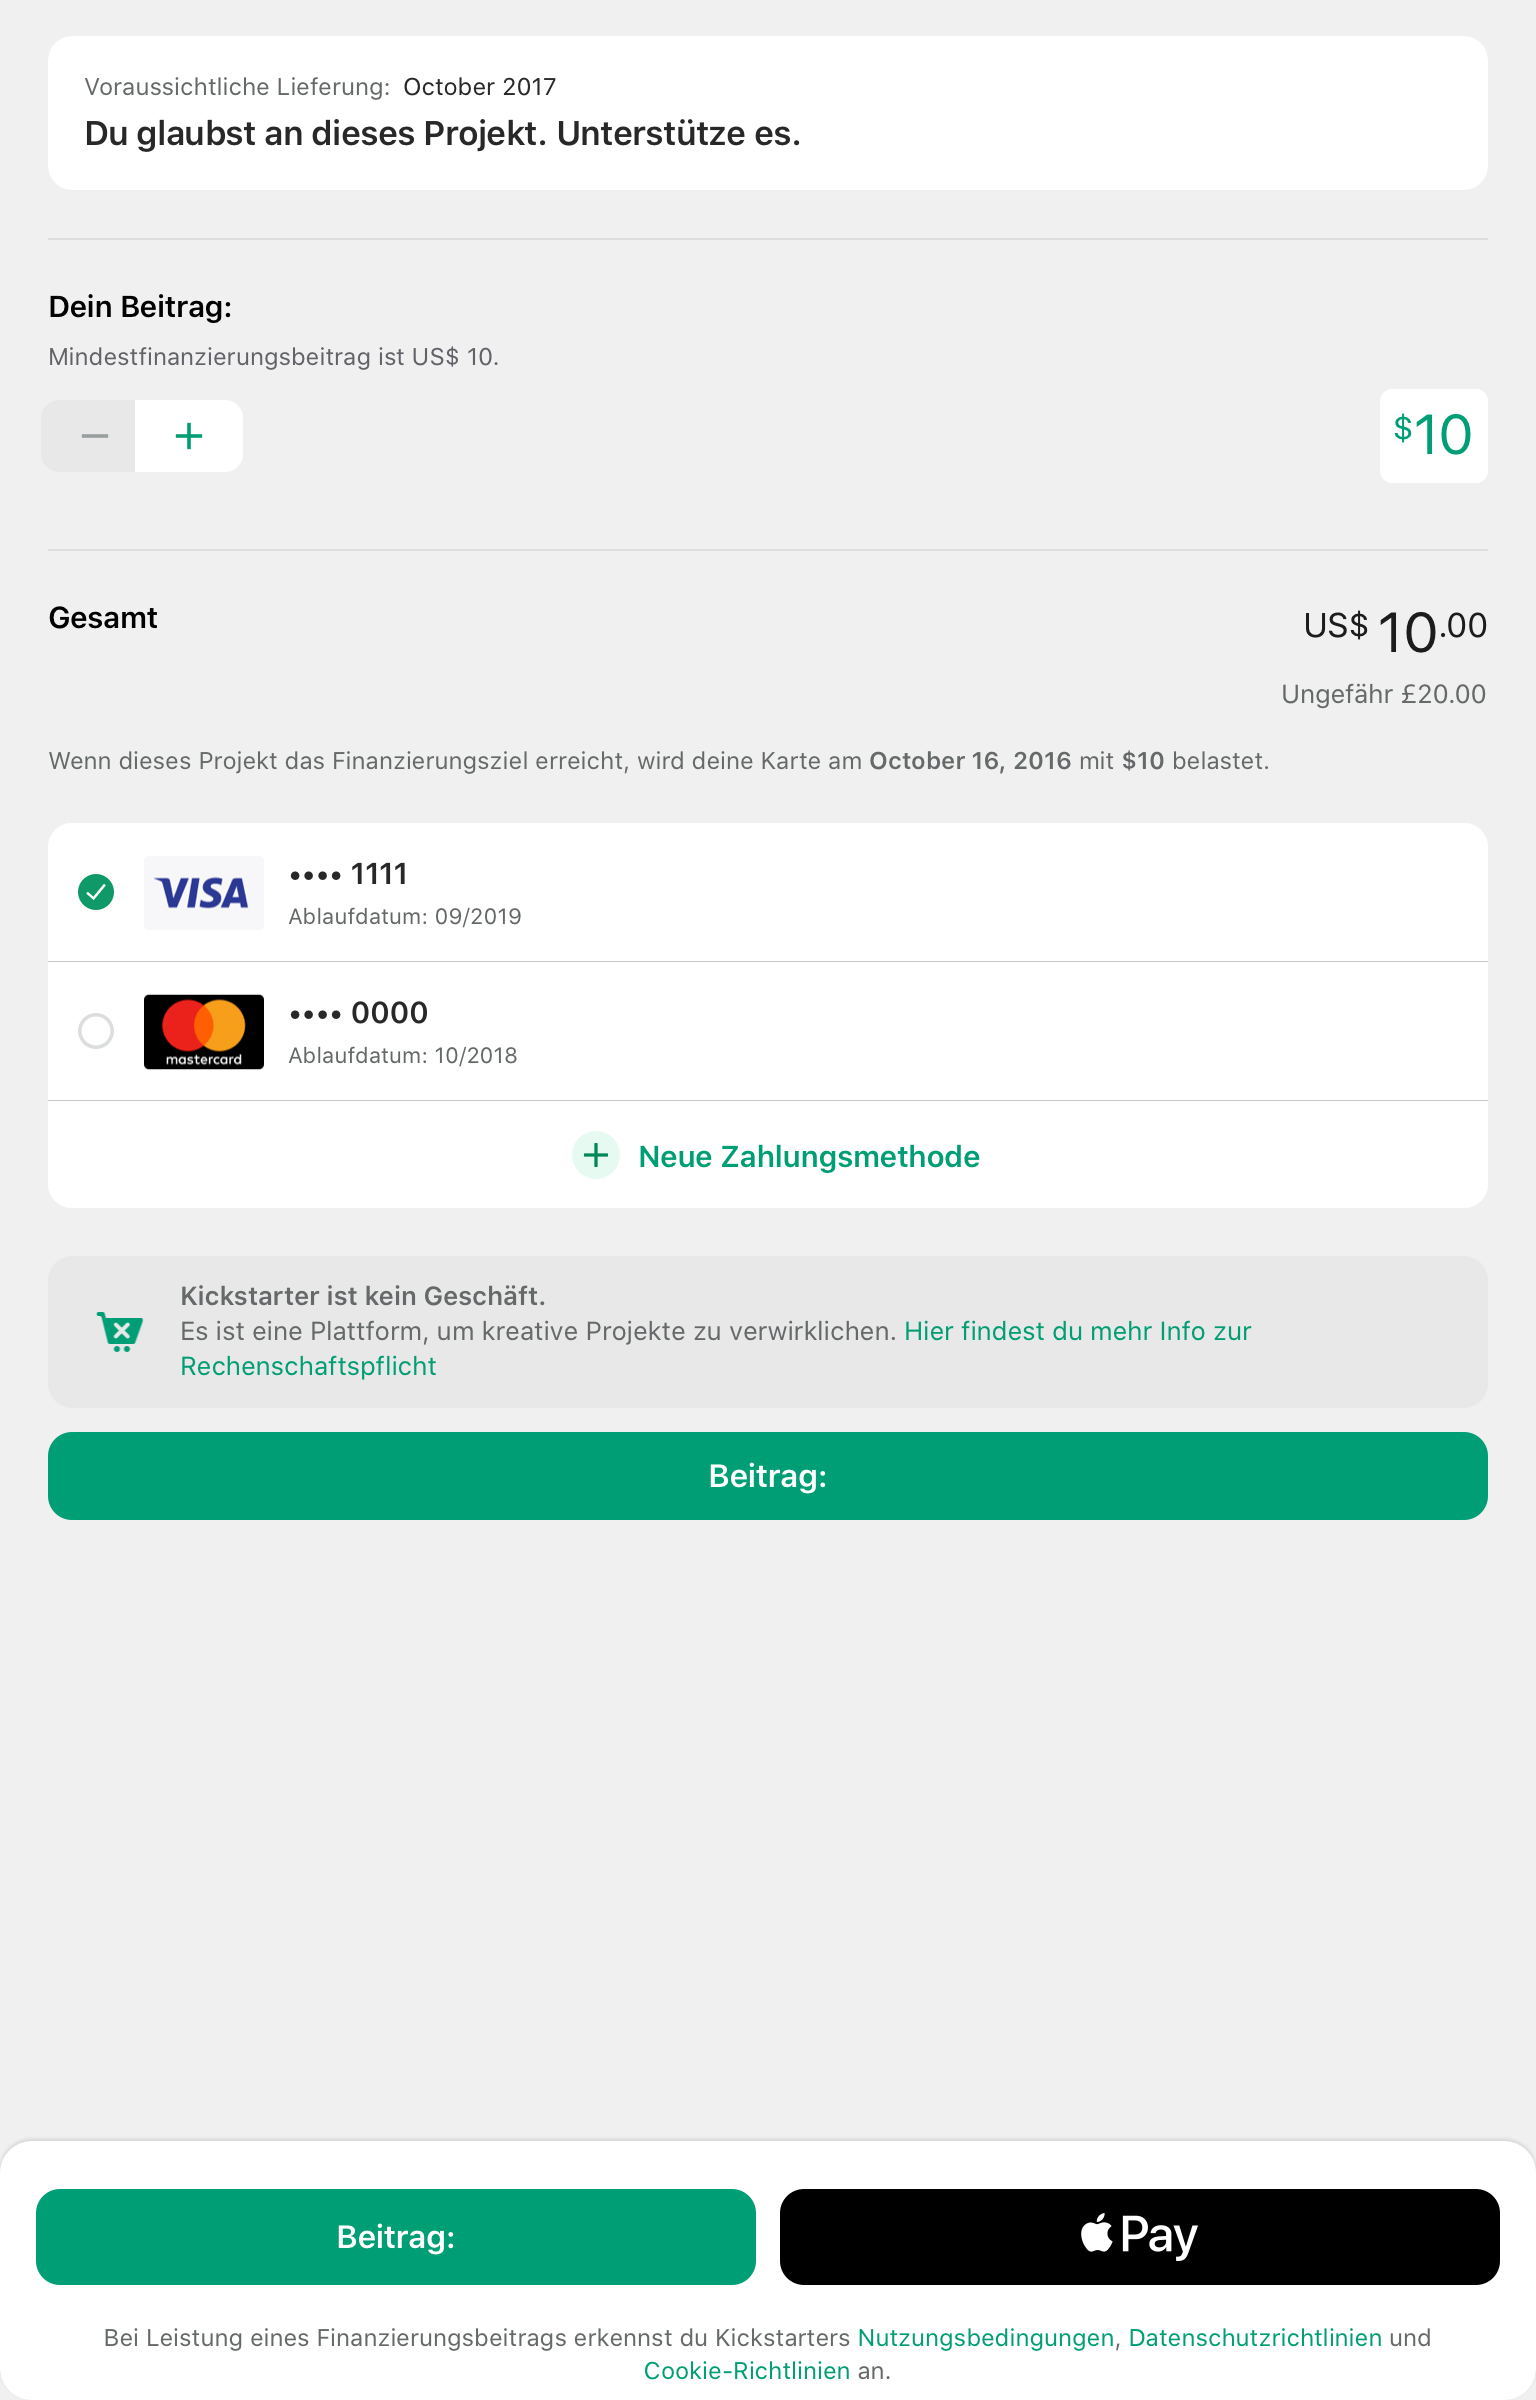 Voraussichtliche Lieferung: October 2017
Du glaubst an dieses Projekt. Unterstütze es.
Dein Beitrag:
Mindestfinanzierungsbeitrag ist US$ 10.
− +
$10
Gesamt
US$ 10.00
Ungefähr £20.00
Wenn dieses Projekt das Finanzierungsziel erreicht, wird deine Karte am October 16, 2016 mit $10 belastet.
VISA
•••• 1111
Ablaufdatum: 09/2019
mastercard
•••• 0000
Ablaufdatum: 10/2018
+ Neue Zahlungsmethode
Kickstarter ist kein Geschäft.
Es ist eine Plattform, um kreative Projekte zu verwirklichen. Hier findest du mehr Info zur
Rechenschaftspflicht
Beitrag:
Beitrag:
Pay
Bei Leistung eines Finanzierungsbeitrags erkennst du Kickstarters Nutzungsbedingungen, Datenschutzrichtlinien und
Cookie-Richtlinien an.